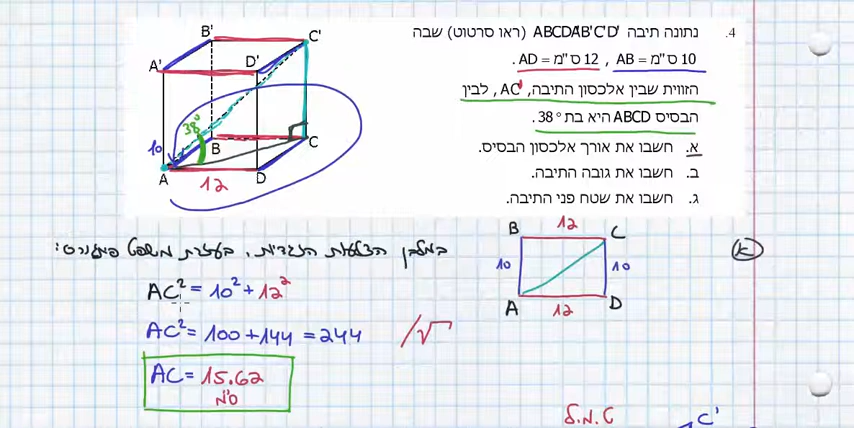 4. נתונה תיבה ABCDA'B'C'D' (ראו סרטוט) שבה
10 ס"מ = AB , 12 ס"מ = AD .
הזווית שבין אלכסון התיבה, AC' , לבין
הבסיס ABCD היא בת 38° .
א. חשבו את אורך אלכסון הבסיס.
ב. חשבו את גובה התיבה.
ג. חשבו את שטח פני התיבה.
B' C'
A' D'
38°
10 B C
A 12 D
א
B 12 C
10 10
A 12 D
במלבן הצלעות הנגדיות , בעזרת משפט פיתגורס:
AC² = 10² + 12²
AC² = 100 + 144 = 244 /√
AC = 15.62
ס"מ
C'